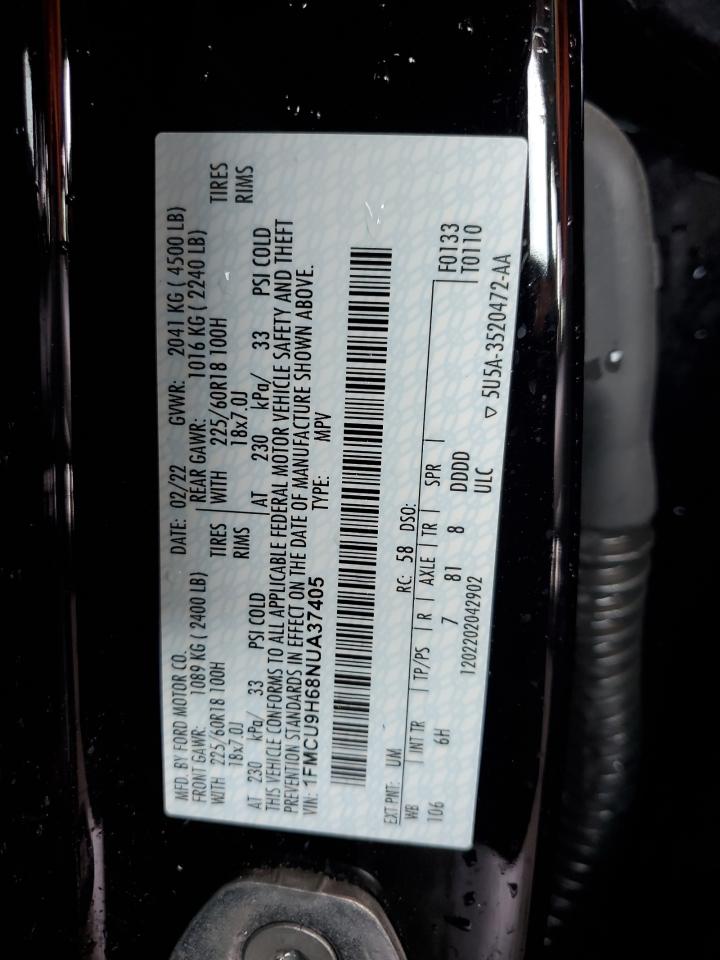 MFD. BY FORD MOTOR CO.
DATE: 02/22 GVWR: 2041 KG ( 4500 LB)
FRONT GAWR: 1089 KG ( 2400 LB) REAR GAWR: 1016 KG ( 2240 LB)
WITH 225/60R18 100H TIRES WITH 225/60R18 100H TIRES
18x7.0J RIMS 18x7.0J RIMS
AT 230 kPa/ 33 PSI COLD AT 230 kPa/ 33 PSI COLD
THIS VEHICLE CONFORMS TO ALL APPLICABLE FEDERAL MOTOR VEHICLE SAFETY AND THEFT
PREVENTION STANDARDS IN EFFECT ON THE DATE OF MANUFACTURE SHOWN ABOVE.
VIN: 1FMCU9H68NUA37405 TYPE: MPV
EXT PNT: UM RC: 58 DSO:
WB INT TR TP/PS R AXLE TR SPR F0133
106 6H 7 81 8 DDDD T0110
1202202042902 ULC ▽ 5U5A-3520472-AA